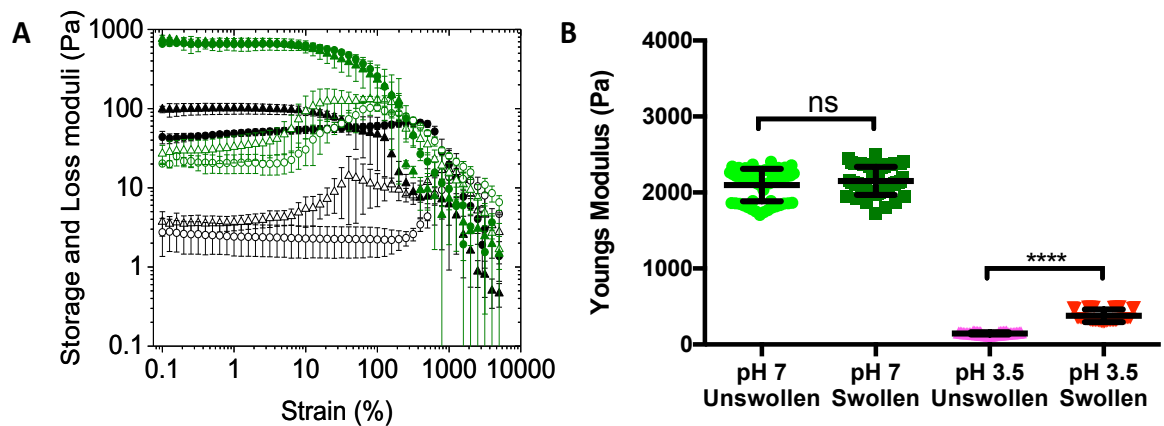 A
Storage and Loss moduli (Pa)
1000
100
10
1
0.1
0.1 1 10 100 1000 10000
Strain (%)
B
Youngs Modulus (Pa)
4000
3000
2000
1000
0
ns
****
pH 7
Unswollen
pH 7
Swollen
pH 3.5
Unswollen
pH 3.5
Swollen